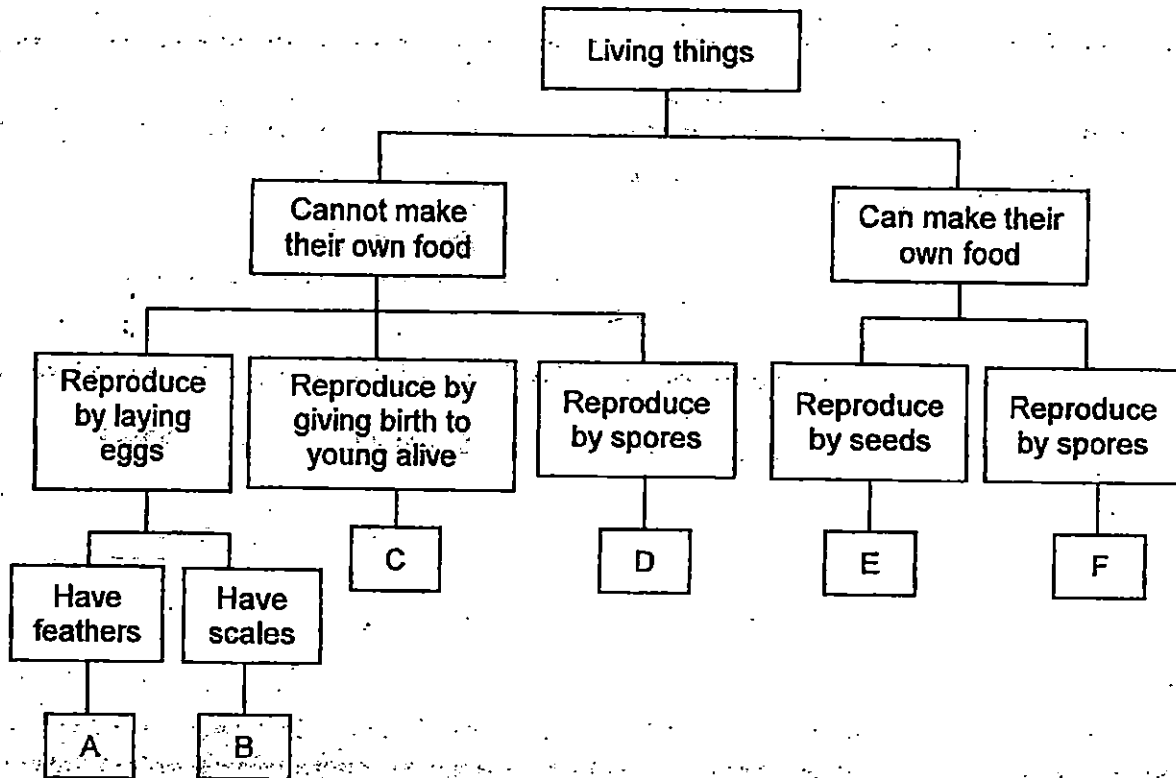 Living things
Cannot make
their own food
Can make their
own food
Reproduce
by laying
eggs
Reproduce by
giving birth to
young alive
Reproduce
by spores
Reproduce
by seeds
Reproduce
by spores
Have
feathers
Have
scales
C
D
E
F
A
B